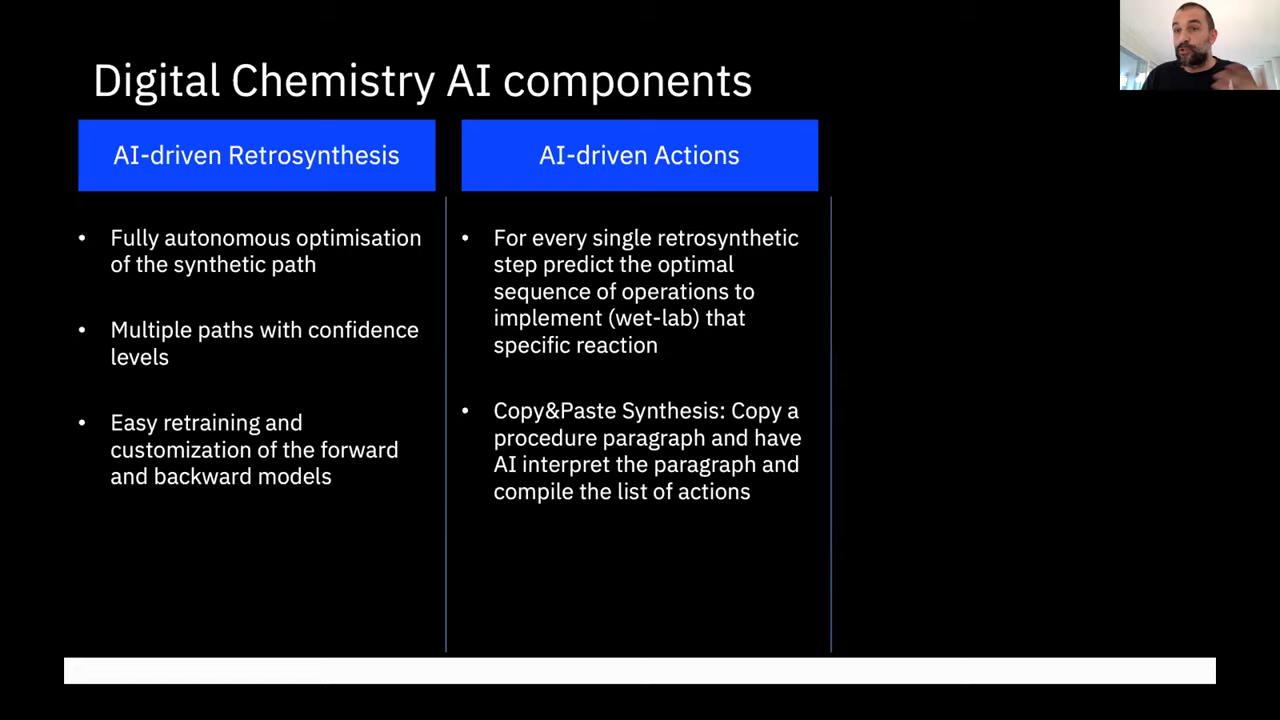 Digital Chemistry AI components
AI-driven Retrosynthesis
• Fully autonomous optimisation
of the synthetic path
• Multiple paths with confidence
levels
• Easy retraining and
customization of the forward
and backward models
AI-driven Actions
• For every single retrosynthetic
step predict the optimal
sequence of operations to
implement (wet-lab) that
specific reaction
• Copy&Paste Synthesis: Copy a
procedure paragraph and have
AI interpret the paragraph and
compile the list of actions